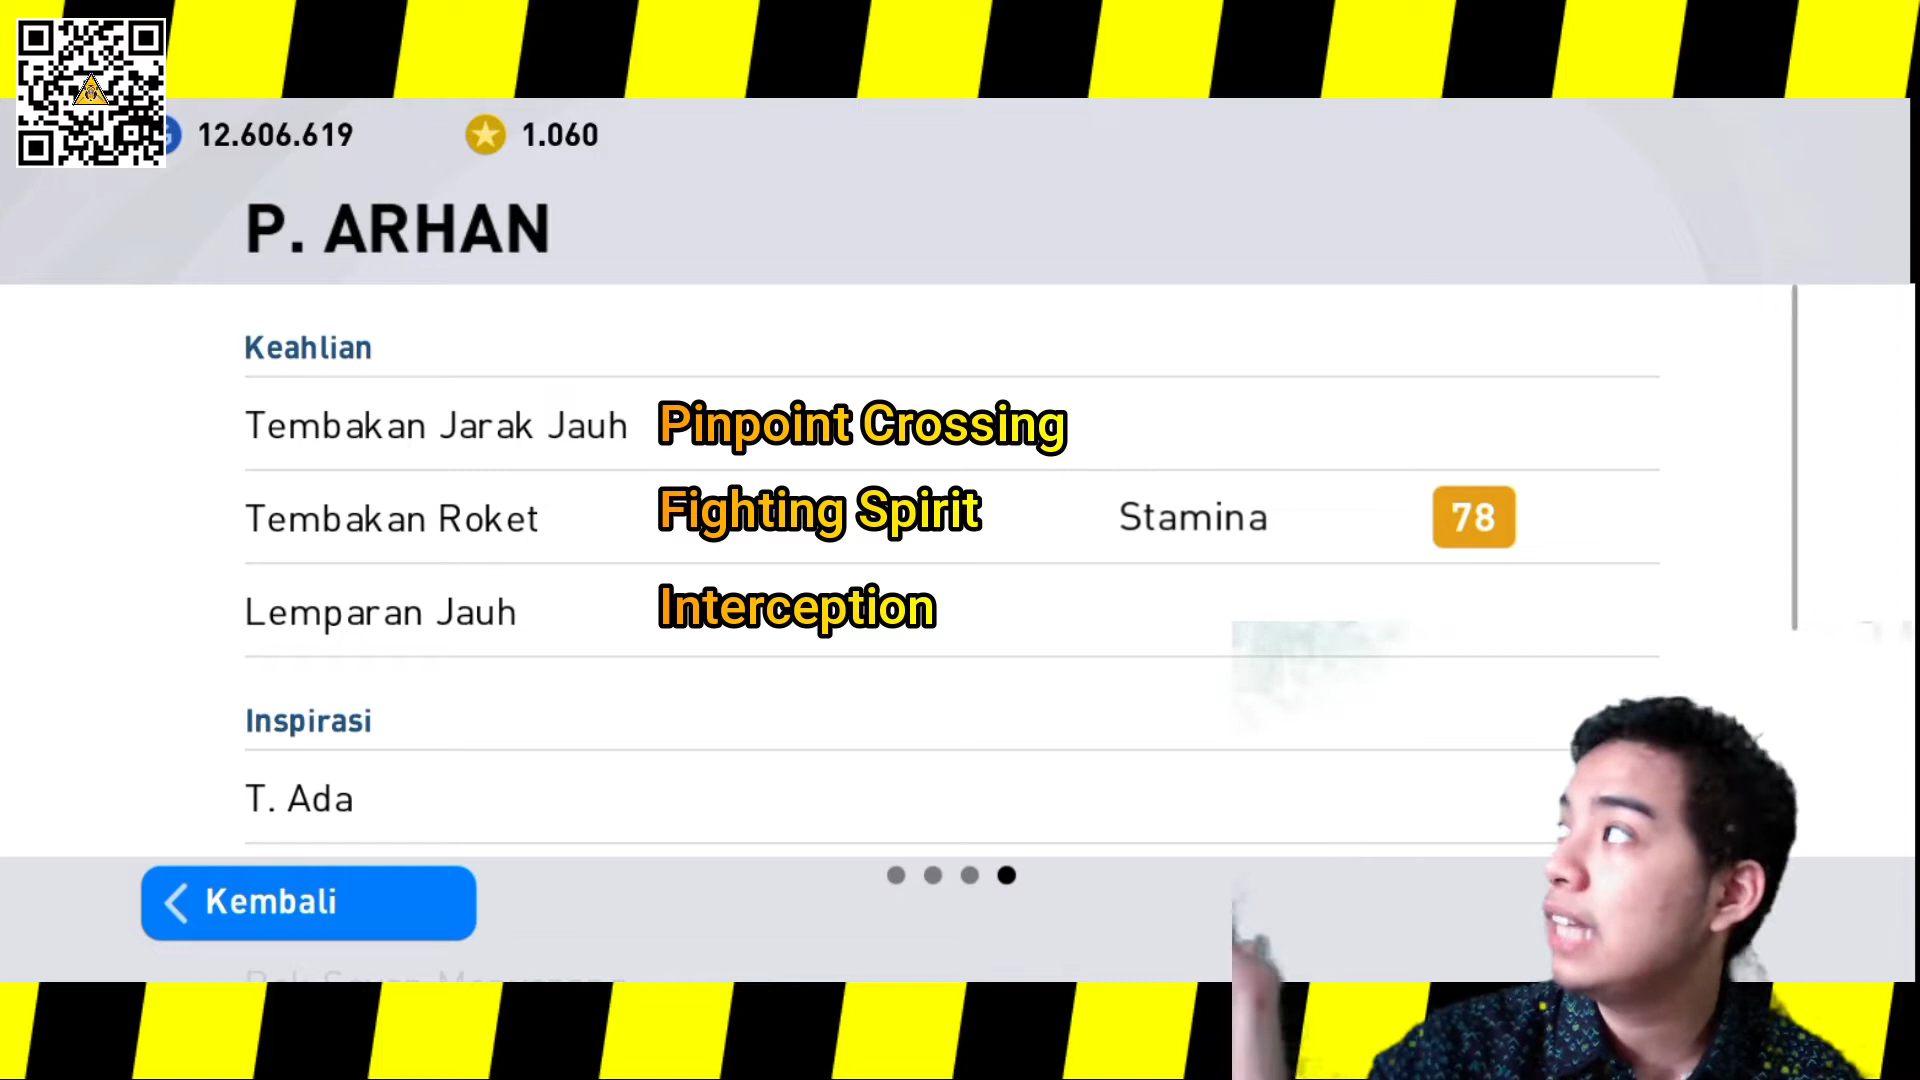 12.606.619 1.060
P. ARHAN
Keahlian
Tembakan Jarak Jauh Pinpoint Crossing
Tembakan Roket Fighting Spirit Stamina 78
Lemparan Jauh Interception
Inspirasi
T. Ada
Kembali